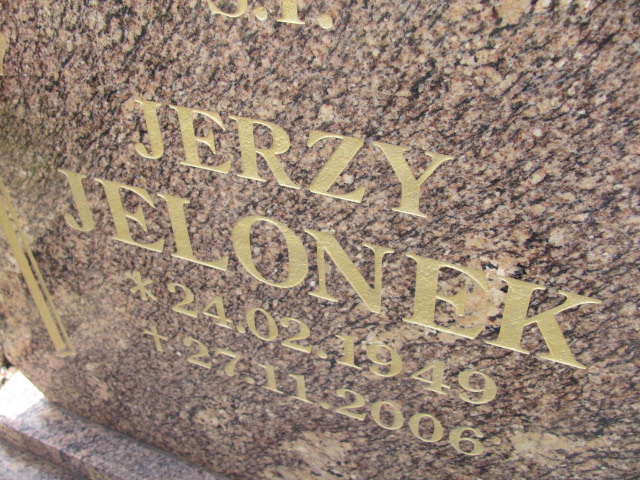 Ś.P.
JERZY
JELONEK
* 24.02.1949
+ 27.11.2006